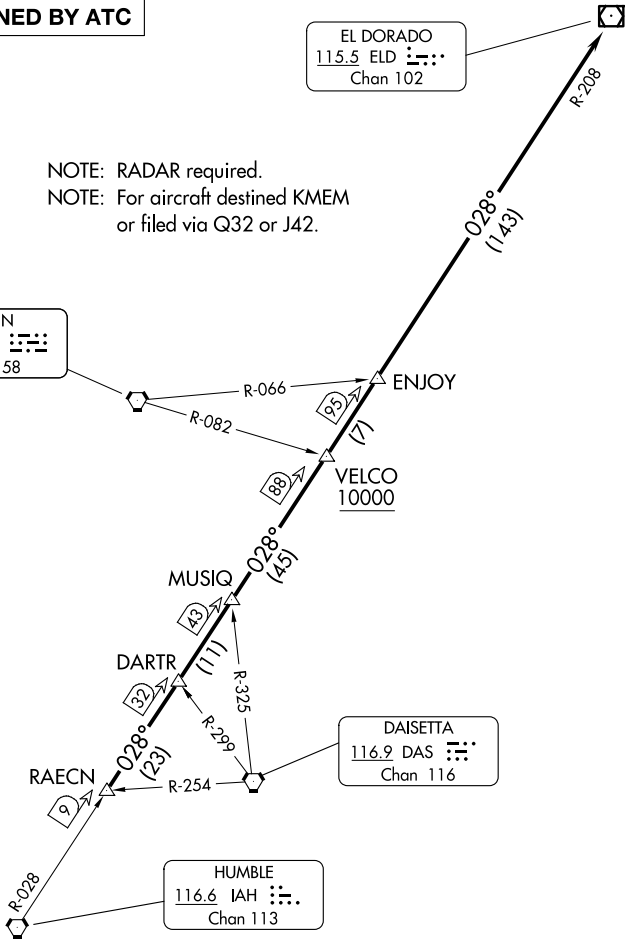 NED BY ATC
EL DORADO
115.5 ELD
Chan 102
R-208
NOTE: RADAR required.
NOTE: For aircraft destined KMEM
or filed via Q32 or J42.
028°
(143)
N
58
R-066
ENJOY
95
R-082
(7)
VELCO
10000
88
028°
(45)
MUSIQ
43
(11)
DARTR
R-325
32
R-299
028°
(23)
DAISETTA
116.9 DAS
Chan 116
RAECN
R-254
9
R-028
HUMBLE
116.6 IAH
Chan 113